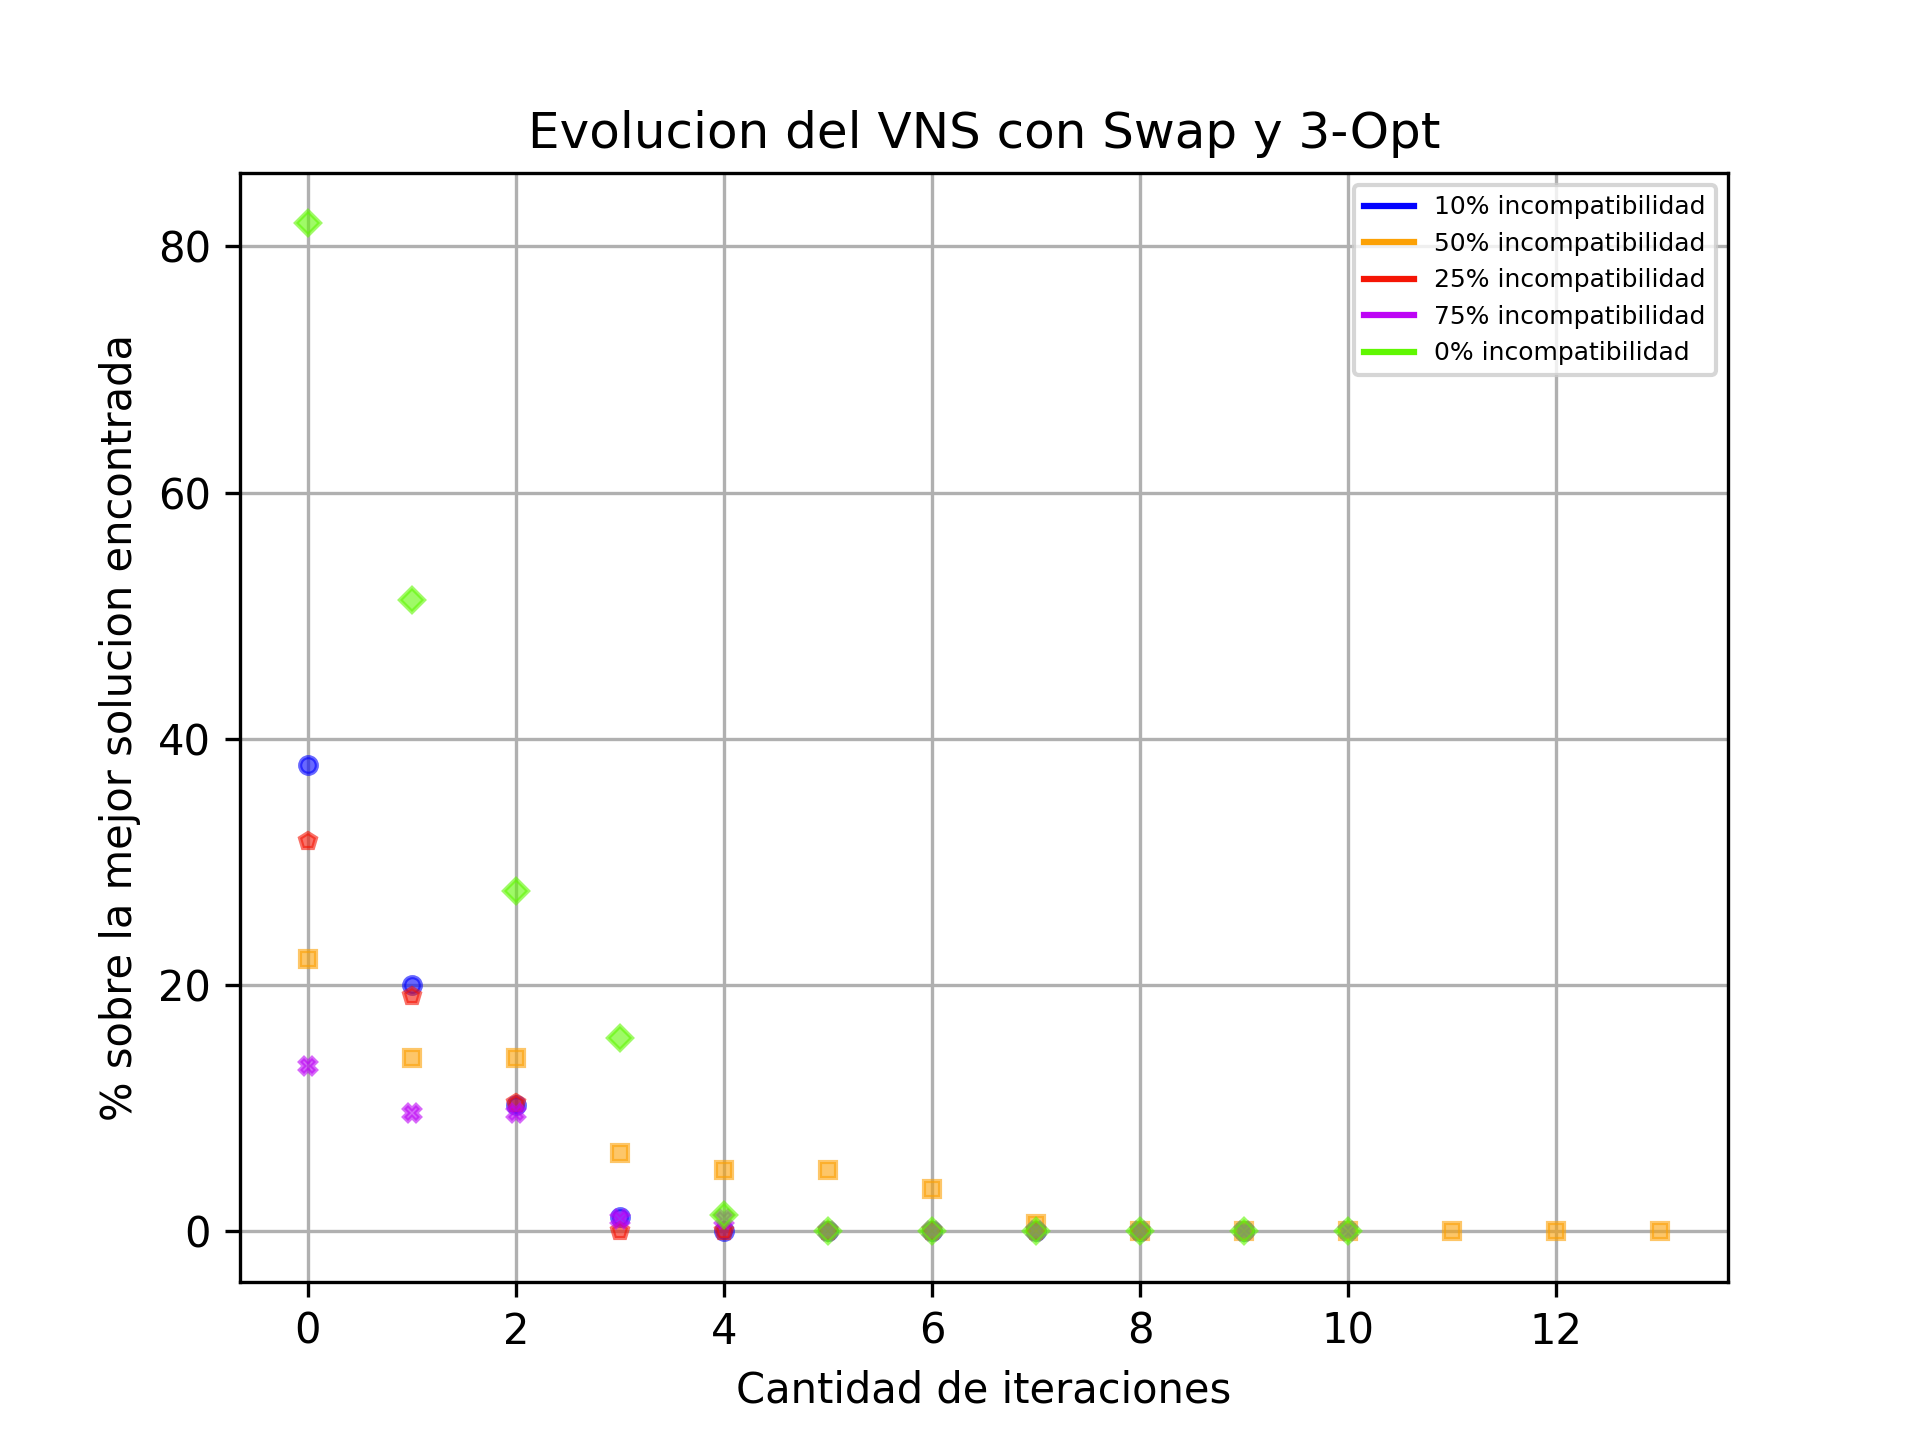 Evolucion del VNS con Swap y 3-Opt
10% incompatibilidad
50% incompatibilidad
25% incompatibilidad
75% incompatibilidad
0% incompatibilidad
% sobre la mejor solucion encontrada
80
60
40
20
0
0 2 4 6 8 10 12
Cantidad de iteraciones